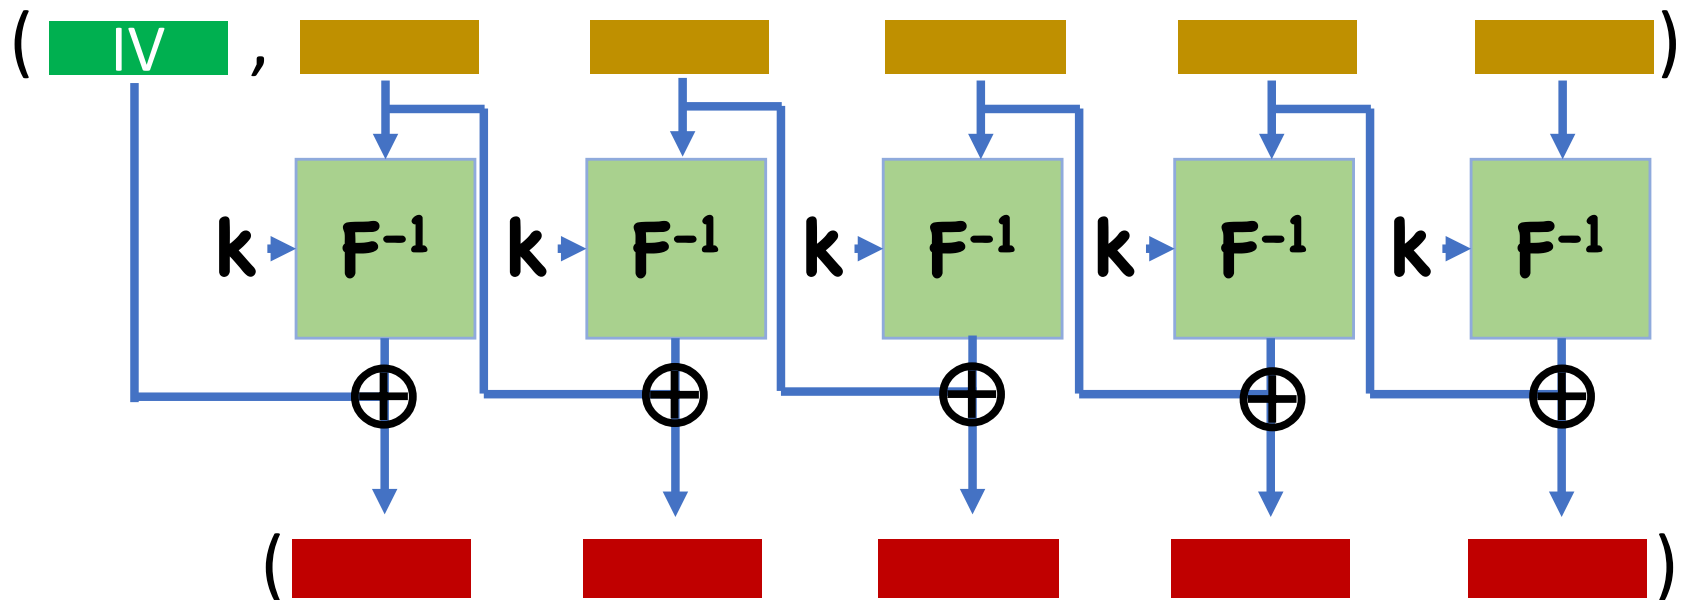 ( IV , )
k F⁻¹ k F⁻¹ k F⁻¹ k F⁻¹ k F⁻¹
( )